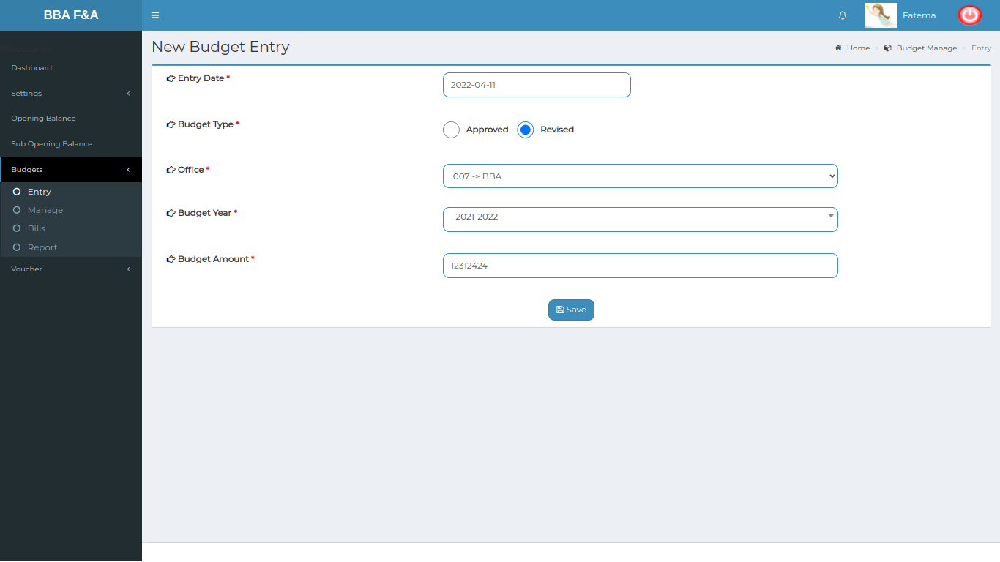 BBA F&A
Fatema
Dashboard
Settings
Opening Balance
Sub Opening Balance
Budgets
Entry
Manage
Bills
Report
Voucher
New Budget Entry
Home > Budget Manage > Entry
Entry Date *
2022-04-11
Budget Type *
Approved Revised
Office *
007 -> BBA
Budget Year *
2021-2022
Budget Amount *
12312424
Save